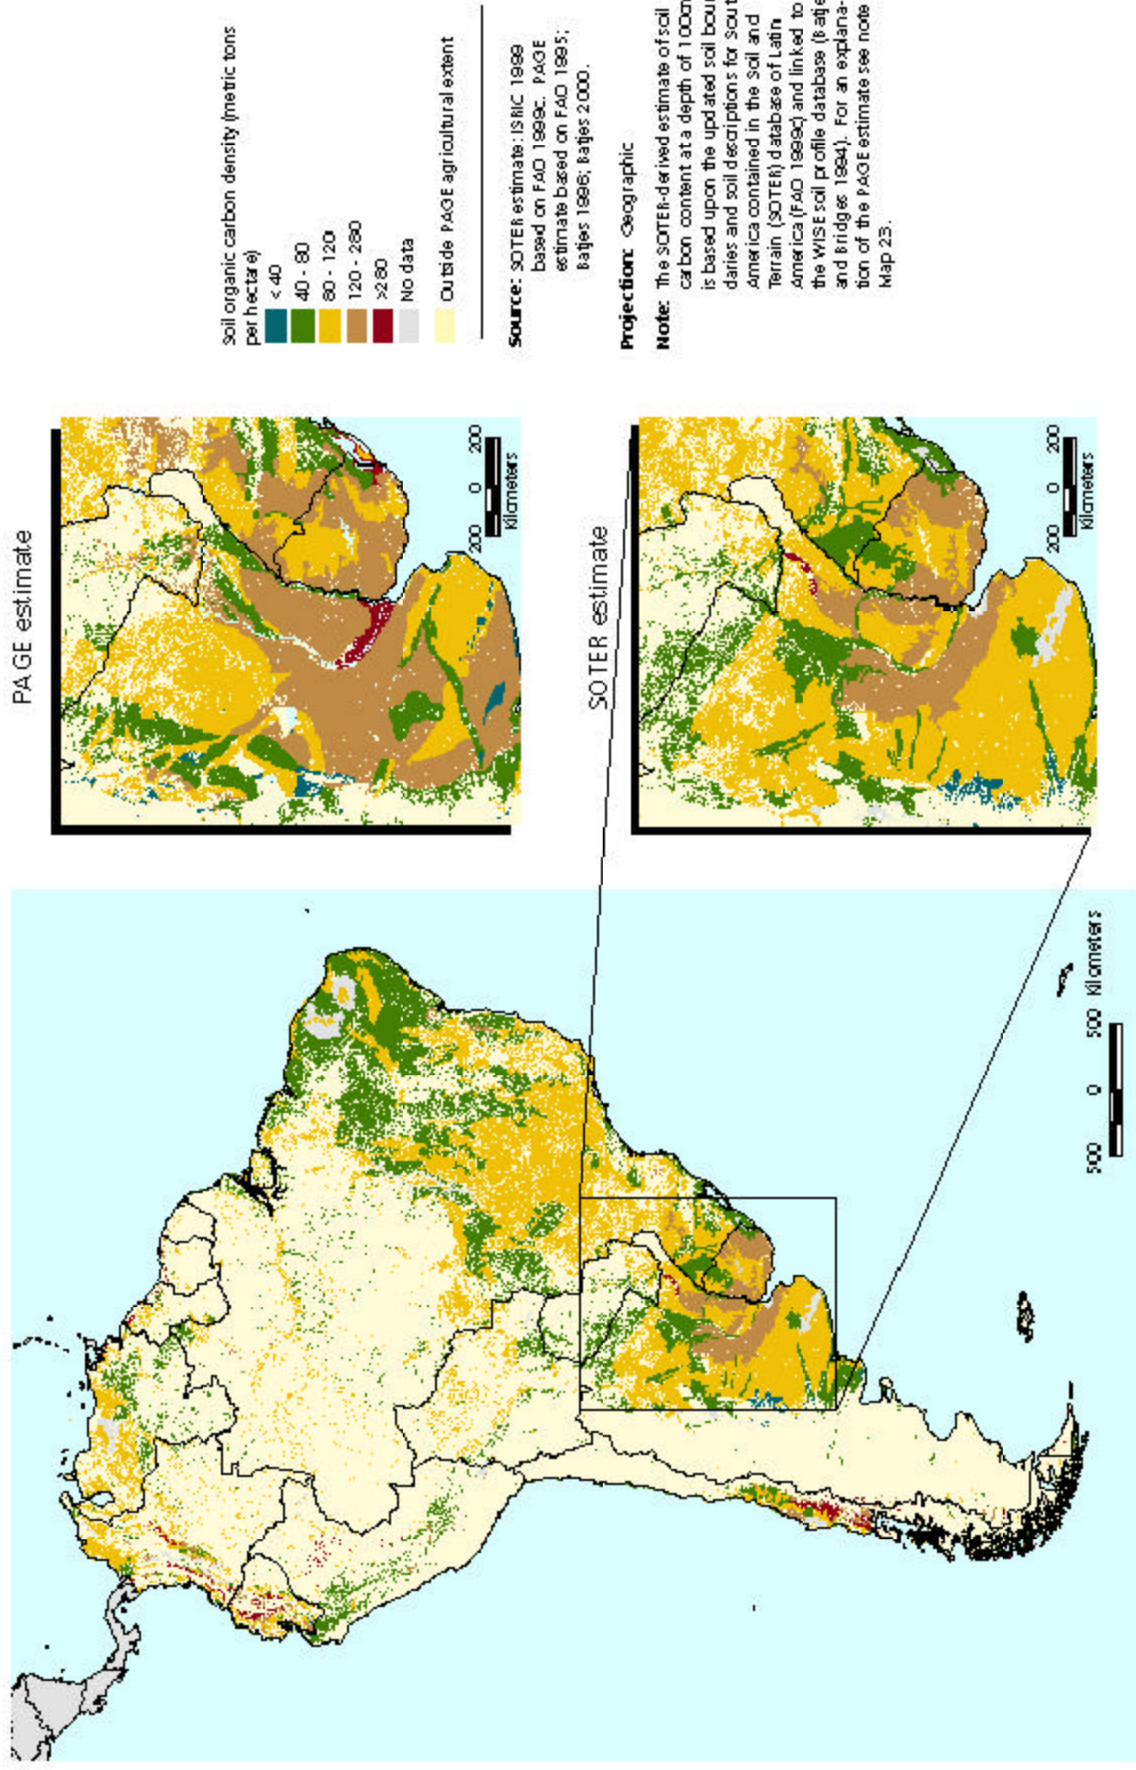 PAGE estimate
200 0 200
Kilometers
SOTER estimate
200 0 200
Kilometers
500 0 500 Kilometers
Soil organic carbon density (metric tons
per hectare)
< 40
40 - 80
80 - 120
120 - 280
>280
No data
Outside PAGE agricultural extent
Source: SOTER estimate: ISRIC 1999
based on FAO 1999c. PAGE
estimate based on FAO 1995;
Batjes 1996; Batjes 2000.
Projection: Geographic
Note: The SOTER-derived estimate of soil
carbon content at a depth of 100cm
is based upon the updated soil boun
daries and soil descriptions for Sout
America contained in the Soil and
Terrain (SOTER) database of Latin
America (FAO 1999c) and linked to
the WISE soil profile database (Batje
and Bridges 1994). For an explana-
tion of the PAGE estimate see note
Map 23.